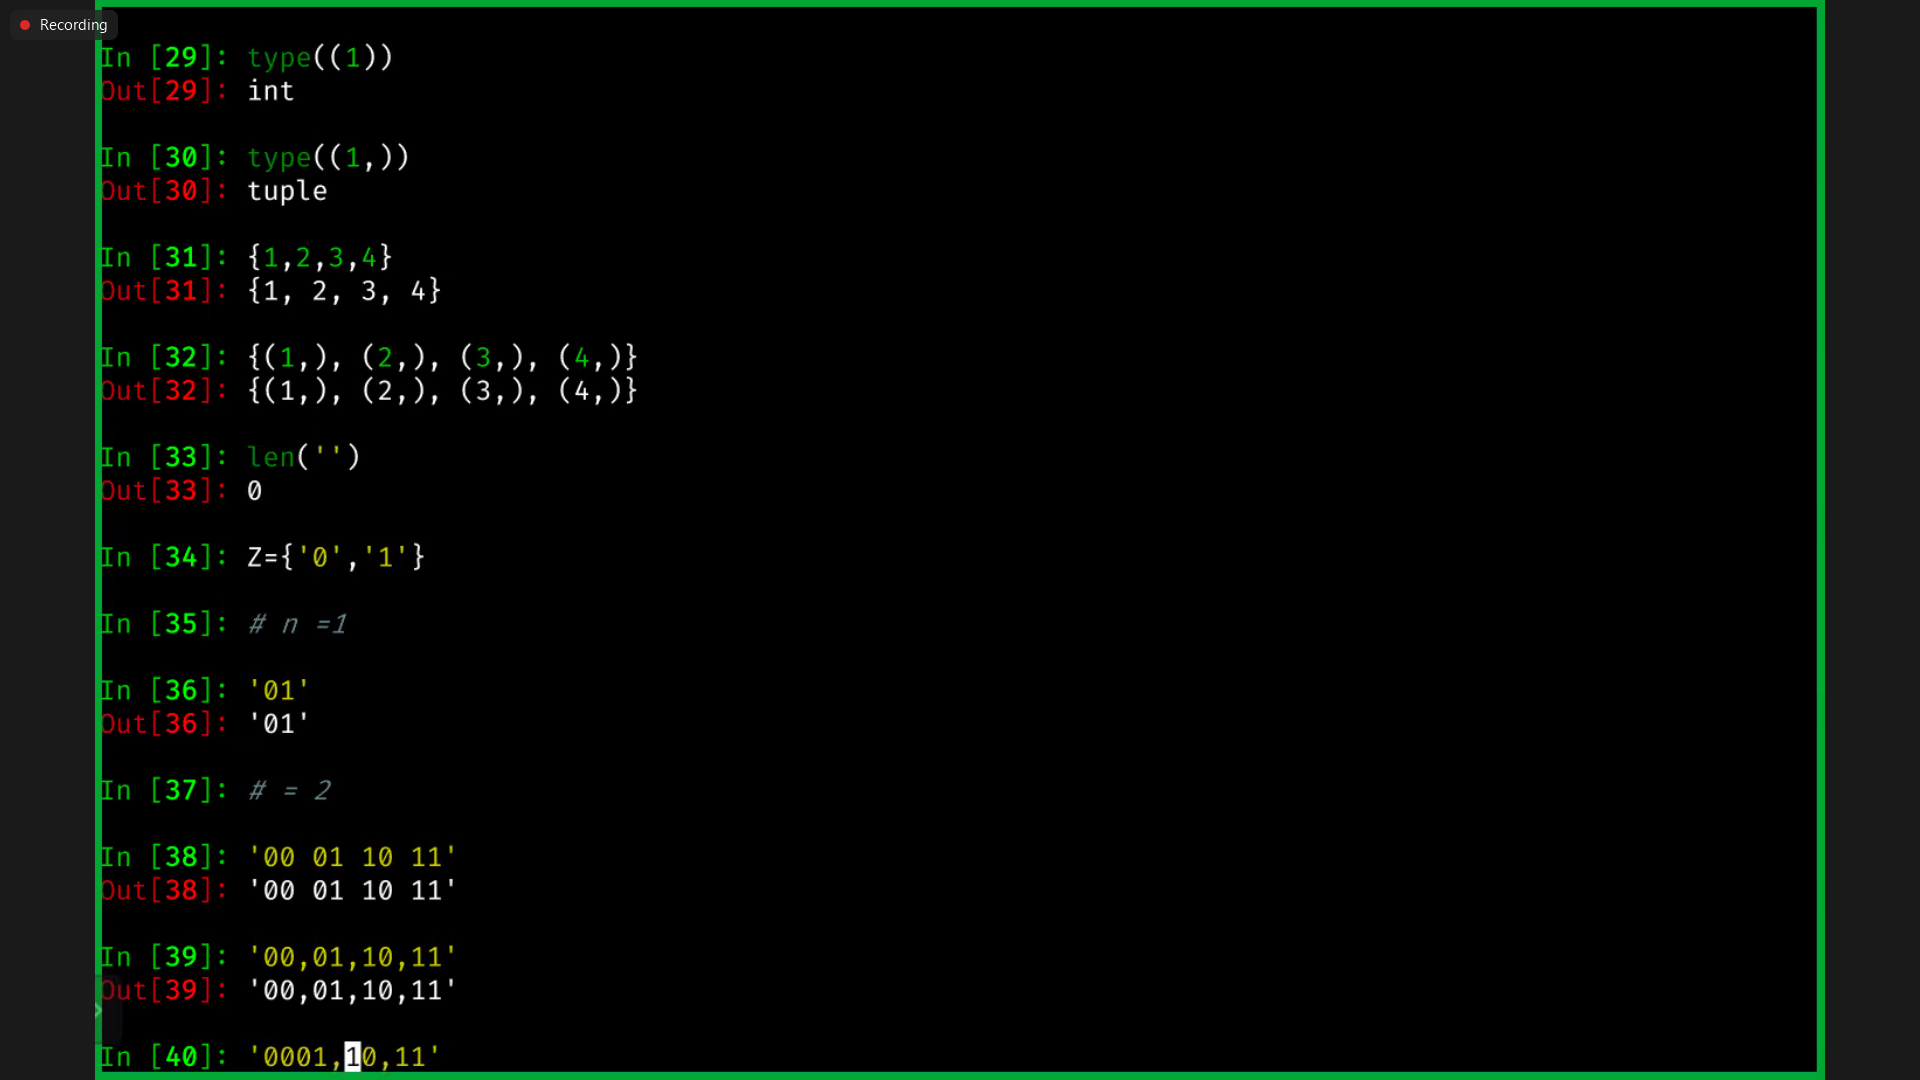 Recording
In [29]: type((1))
Out[29]: int
In [30]: type((1,))
Out[30]: tuple
In [31]: {1,2,3,4}
Out[31]: {1, 2, 3, 4}
In [32]: {(1,), (2,), (3,), (4,)}
Out[32]: {(1,), (2,), (3,), (4,)}
In [33]: len('')
Out[33]: 0
In [34]: Z={'0','1'}
In [35]: # n =1
In [36]: '01'
Out[36]: '01'
In [37]: # = 2
In [38]: '00 01 10 11'
Out[38]: '00 01 10 11'
In [39]: '00,01,10,11'
Out[39]: '00,01,10,11'
In [40]: '0001,10,11'